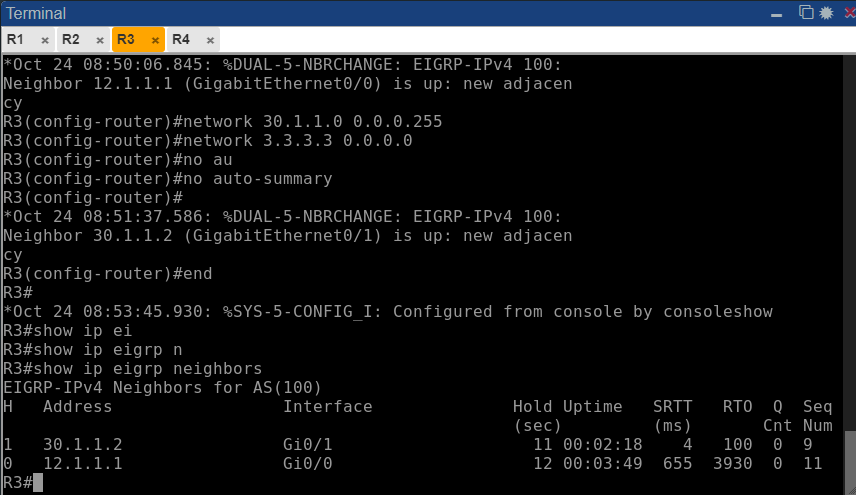 Terminal
R1 × R2 × R3 × R4 ×
*Oct 24 08:50:06.845: %DUAL-5-NBRCHANGE: EIGRP-IPv4 100:
Neighbor 12.1.1.1 (GigabitEthernet0/0) is up: new adjacen
cy
R3(config-router)#network 30.1.1.0 0.0.0.255
R3(config-router)#network 3.3.3.3 0.0.0.0
R3(config-router)#no au
R3(config-router)#no auto-summary
R3(config-router)#
*Oct 24 08:51:37.586: %DUAL-5-NBRCHANGE: EIGRP-IPv4 100:
Neighbor 30.1.1.2 (GigabitEthernet0/1) is up: new adjacen
cy
R3(config-router)#end
R3#
*Oct 24 08:53:45.930: %SYS-5-CONFIG_I: Configured from console by consoleshow
R3#show ip ei
R3#show ip eigrp n
R3#show ip eigrp neighbors
EIGRP-IPv4 Neighbors for AS(100)
H   Address                 Interface              Hold Uptime   SRTT   RTO  Q  Seq
                                                   (sec)         (ms)       Cnt Num
1   30.1.1.2                Gi0/1                    11 00:02:18    4   100  0  9
0   12.1.1.1                Gi0/0                    12 00:03:49  655  3930  0  11
R3#